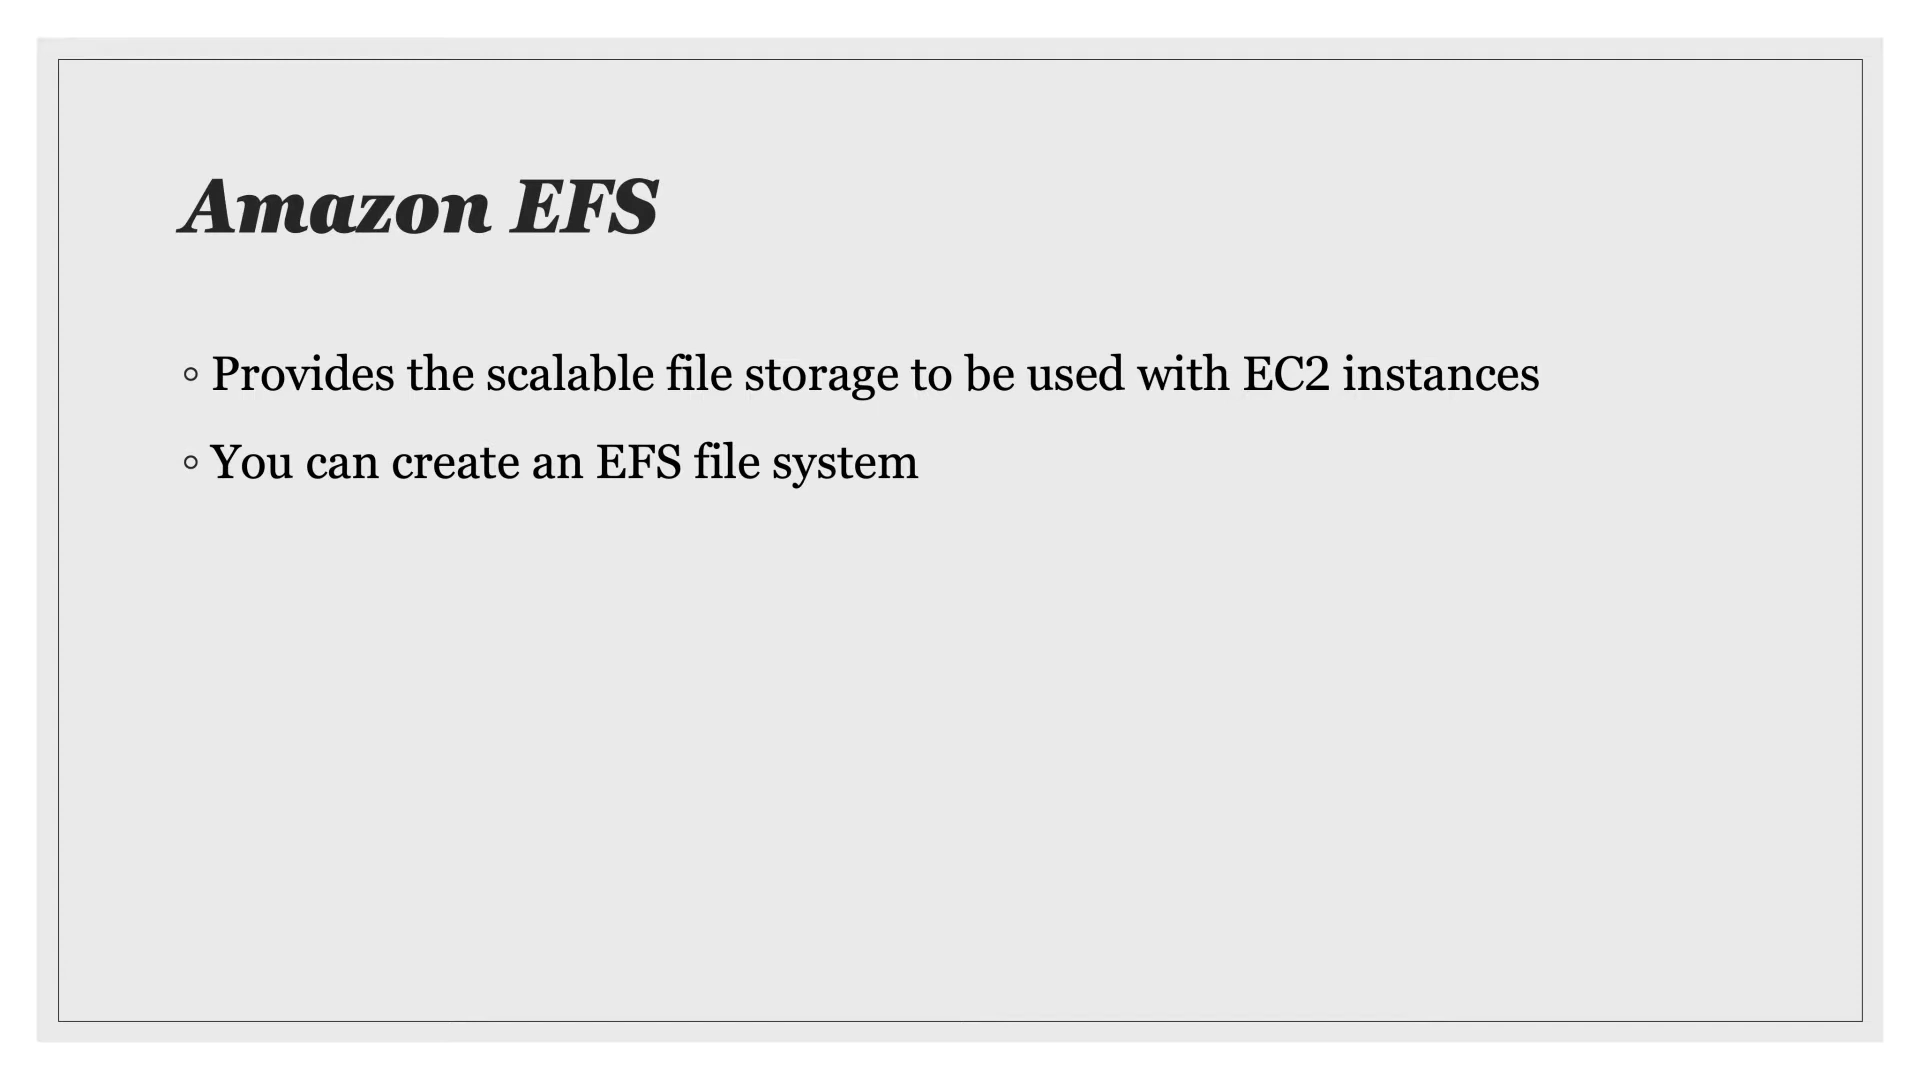 Amazon EFS
◦ Provides the scalable file storage to be used with EC2 instances
◦ You can create an EFS file system